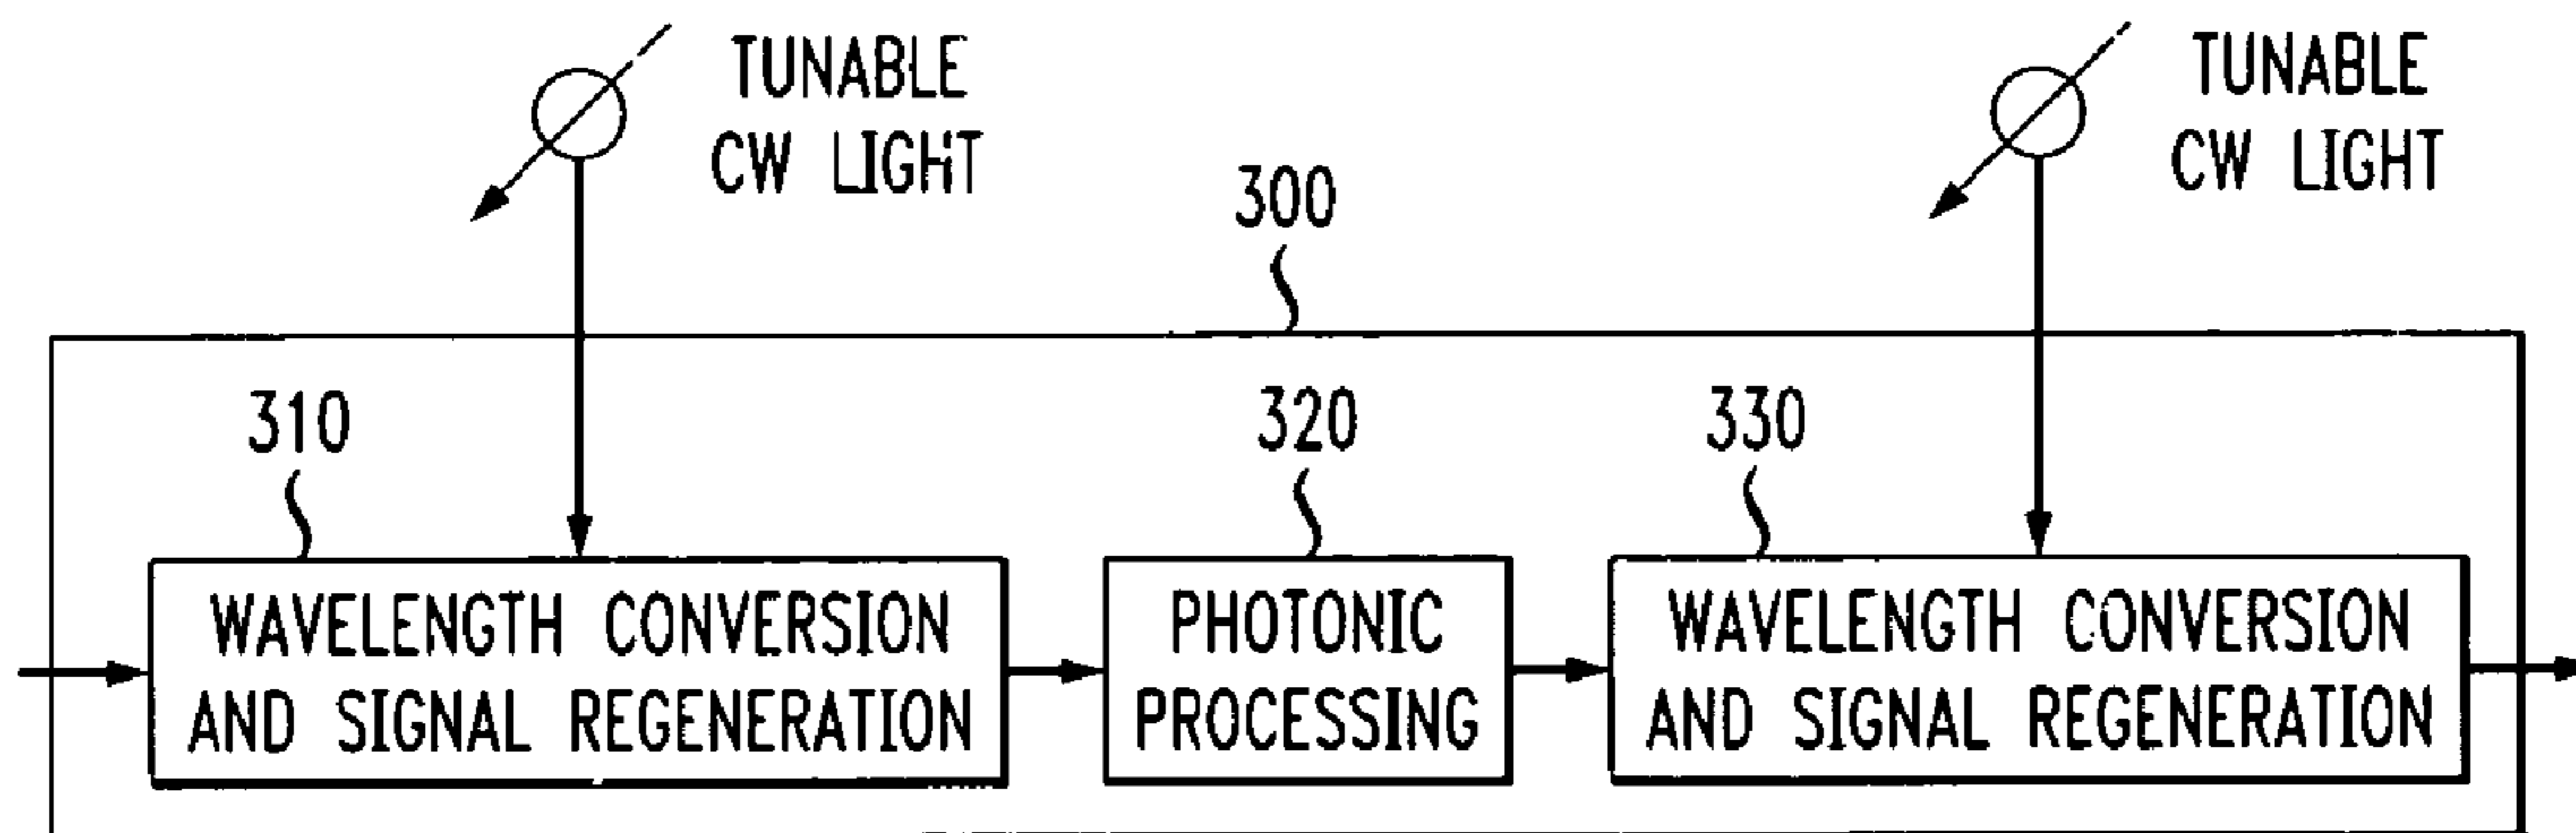 TUNABLE
CW LIGHT
TUNABLE
CW LIGHT
300
310
320
330
WAVELENGTH CONVERSION
AND SIGNAL REGENERATION
PHOTONIC
PROCESSING
WAVELENGTH CONVERSION
AND SIGNAL REGENERATION